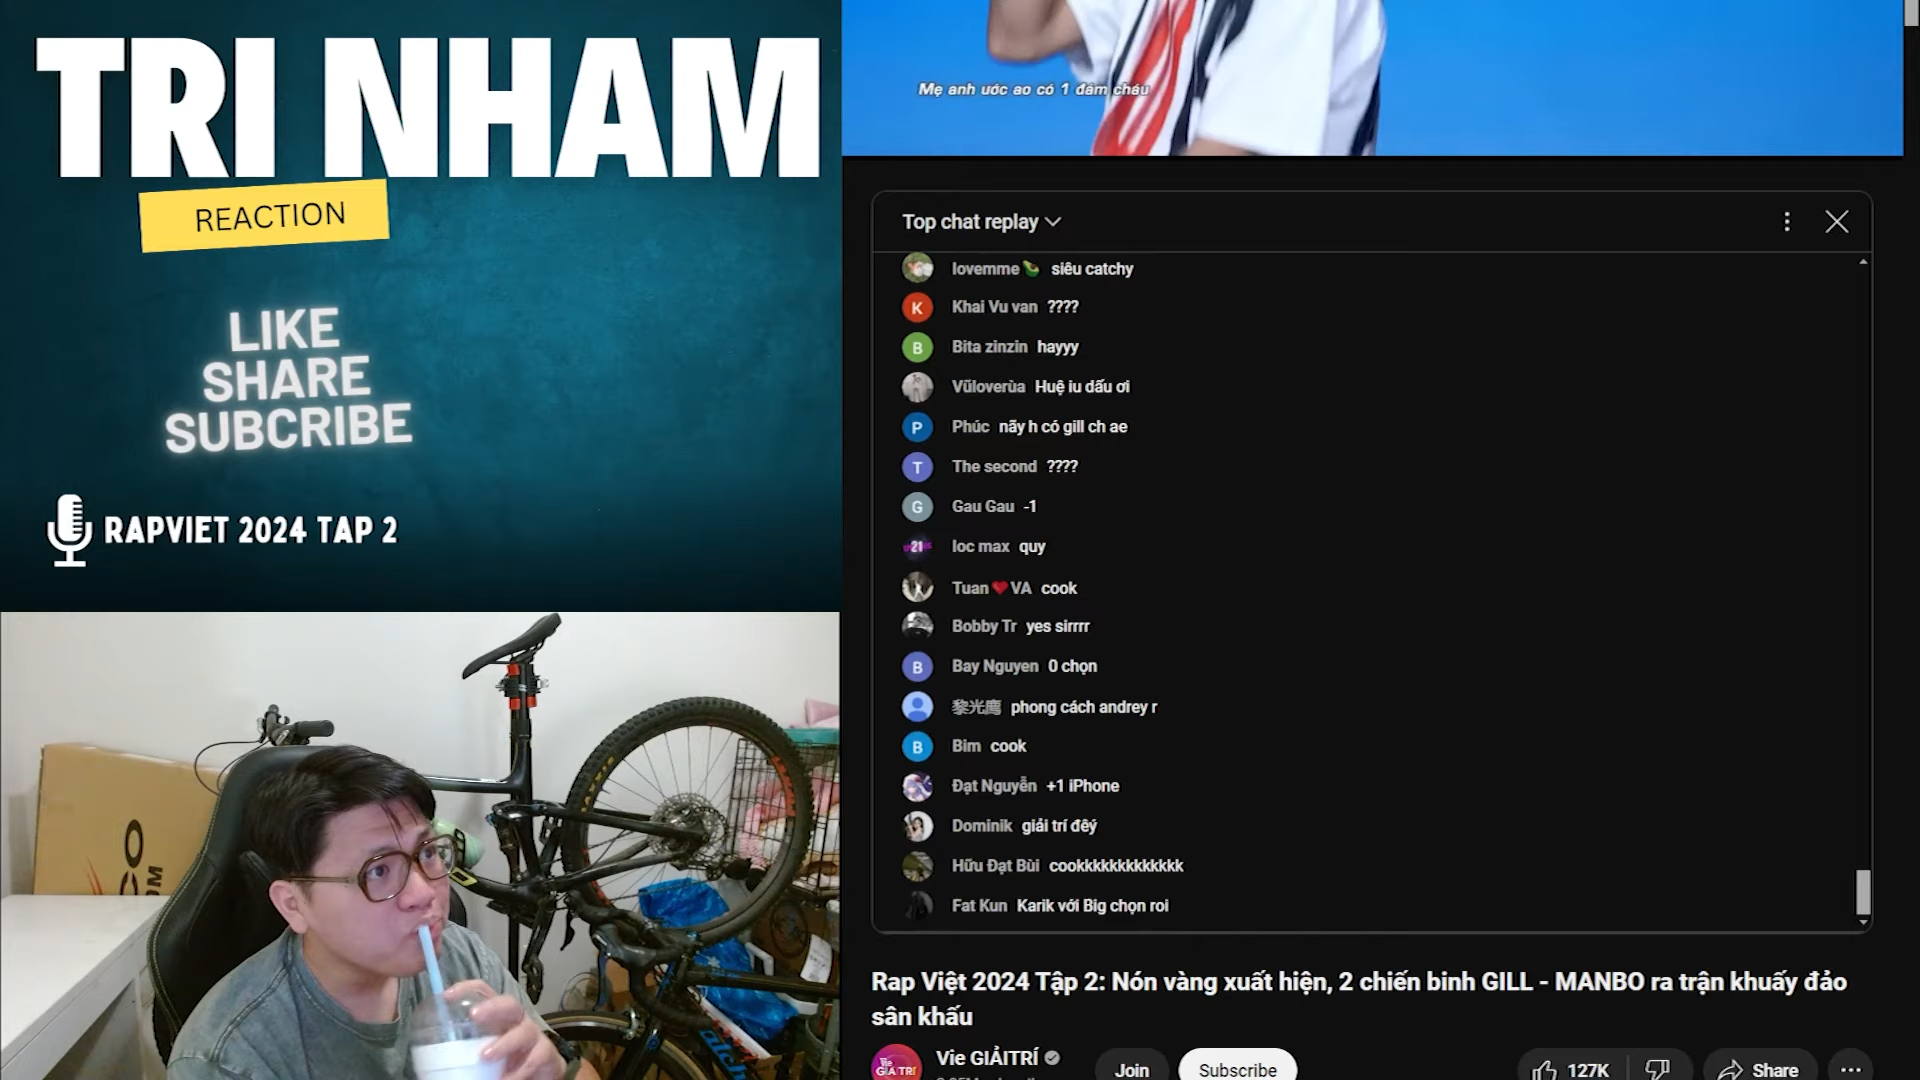 TRI NHAM
REACTION
LIKE
SHARE
SUBCRIBE
RAPVIET 2024 TAP 2
Mẹ anh ước ao có 1 đám cháu
Top chat replay
lovemme🥑 siêu catchy
K Khai Vu van ????
B Bita zinzin hayyy
Vũloverùa Huệ iu dấu ơi
P Phúc nãy h có gill ch ae
T The second ????
G Gau Gau -1
21 loc max quy
Tuan❤️VA cook
Bobby Tr yes sirrrr
B Bay Nguyen 0 chọn
黎光鹰 phong cách andrey r
B Bim cook
Đạt Nguyễn +1 iPhone
Dominik giải trí đêý
Hữu Đạt Bùi cookkkkkkkkkkkkk
Fat Kun Karik với Big chọn roi
Rap Việt 2024 Tập 2: Nón vàng xuất hiện, 2 chiến binh GILL - MANBO ra trận khuấy đảo
sân khấu
Vie GIẢITRÍ
Join
Subscribe
127K
Share